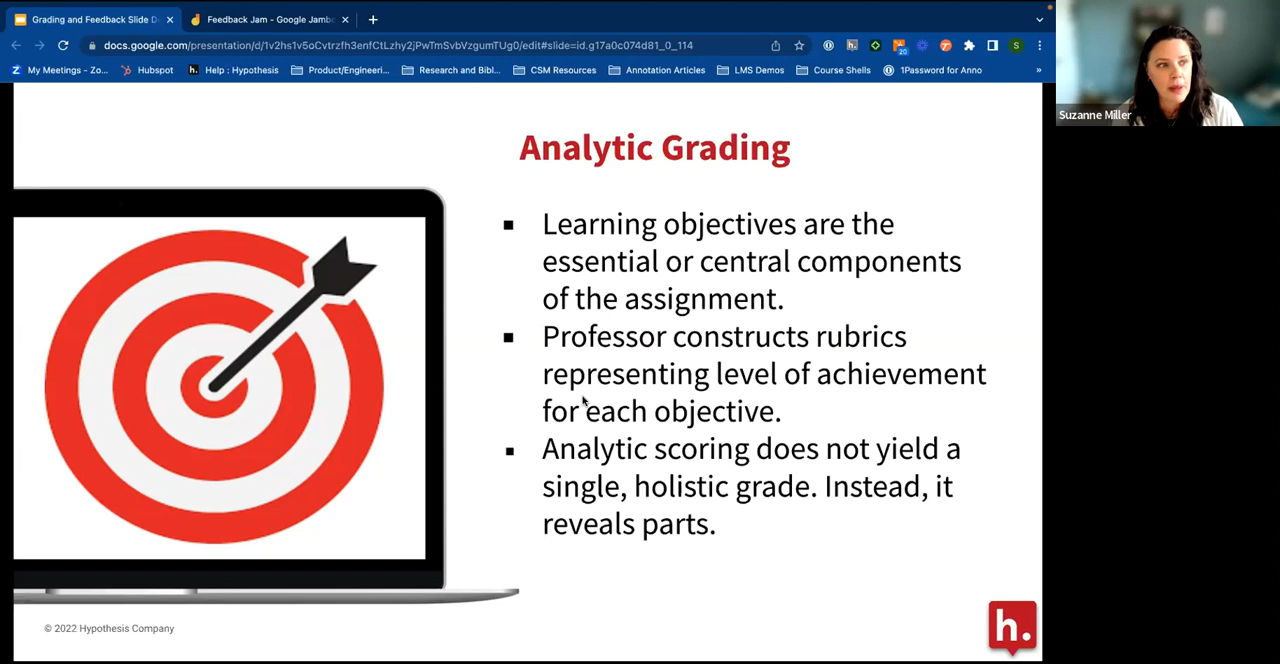 Grading and Feedback Slide D
Feedback Jam - Google Jambo
docs.google.com/presentation/d/1v2hs1v5oCvtrzfh3enfCtLzhy2jPwTmSvbVzgumTUg0/edit#slide=id.g17a0c074d81_0_114
20
S
My Meetings - Zo...
Hubspot
h.
Help : Hypothesis
Product/Engineeri...
Research and Bibl...
CSM Resources
Annotation Articles
LMS Demos
Course Shells
1Password for Anno
»
Suzanne Miller
Analytic Grading
▪ Learning objectives are the
essential or central components
of the assignment.
▪ Professor constructs rubrics
representing level of achievement
for each objective.
▪ Analytic scoring does not yield a
single, holistic grade. Instead, it
reveals parts.
© 2022 Hypothesis Company
h.